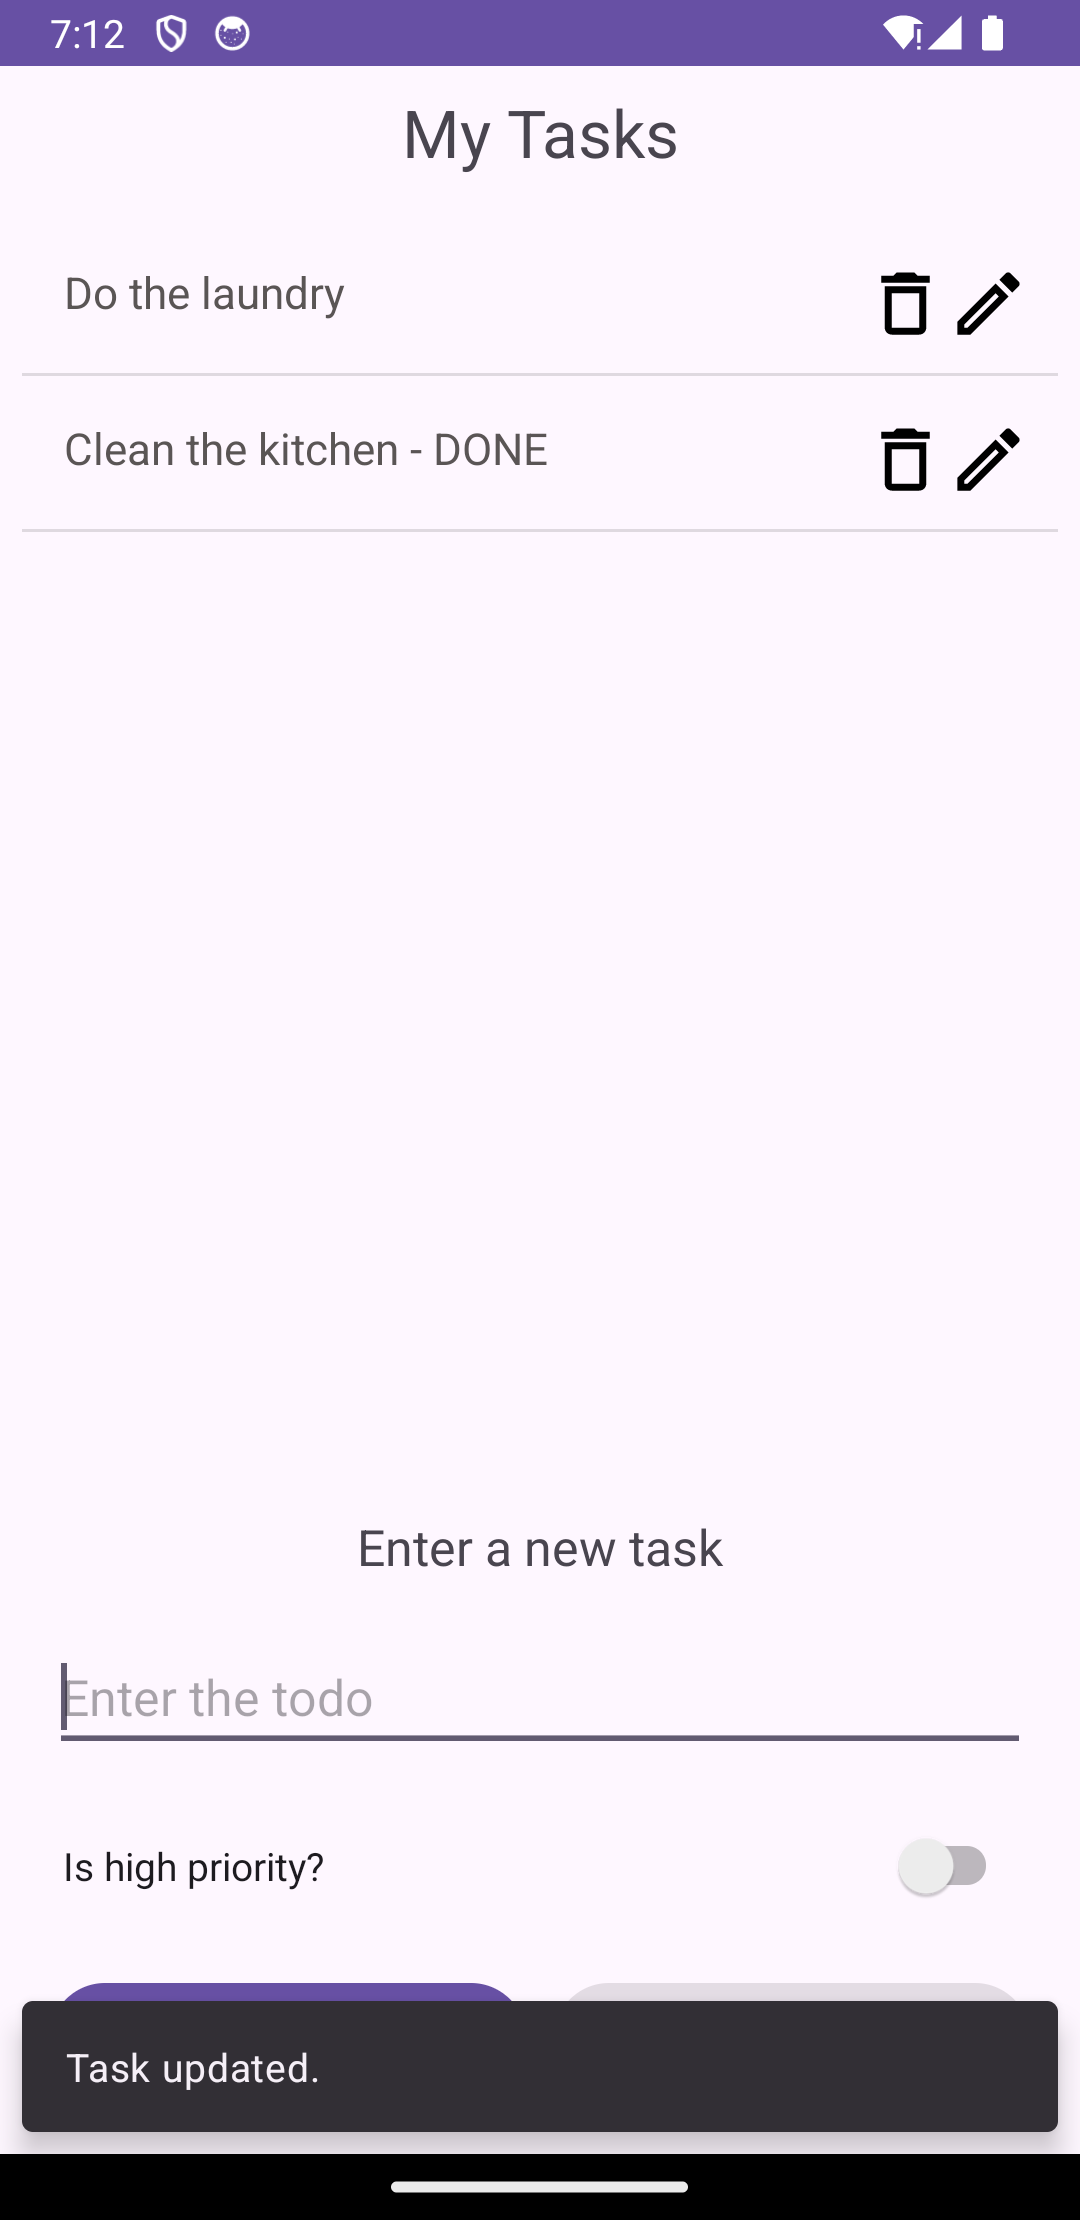 7:12
My Tasks
Do the laundry
Clean the kitchen - DONE
Enter a new task
Enter the todo
Is high priority?
Task updated.